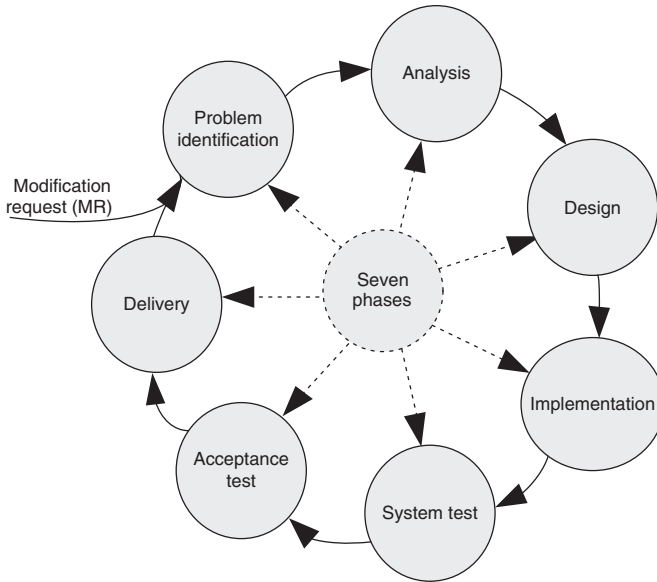 Analysis
Problem
identification
Modification
request (MR)
Design
Seven
phases
Delivery
Implementation
Acceptance
test
System test